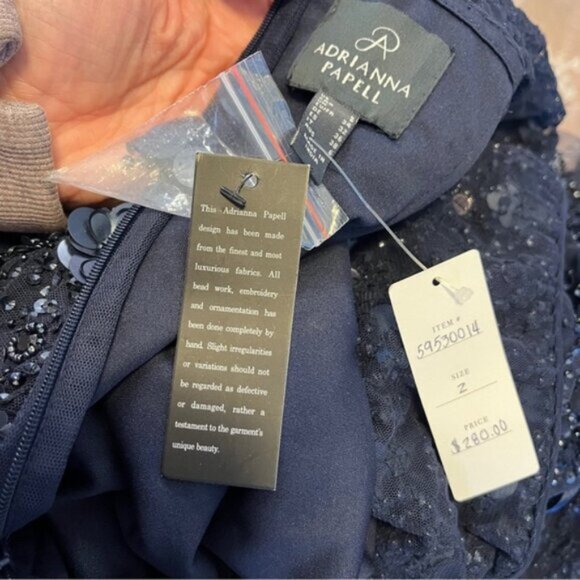 ADRIANNA
PAPELL
This Adrianna Papell
design has been made
from the finest and most
luxurious fabrics. All
bead work, embroidery
and ornamentation has
been done completely by
hand. Slight irregularities
or variations should not
be regarded as defective
or damaged, rather a
testament to the garment's
unique beauty.
ITEM #
59530014
SIZE
2
PRICE
$280.00